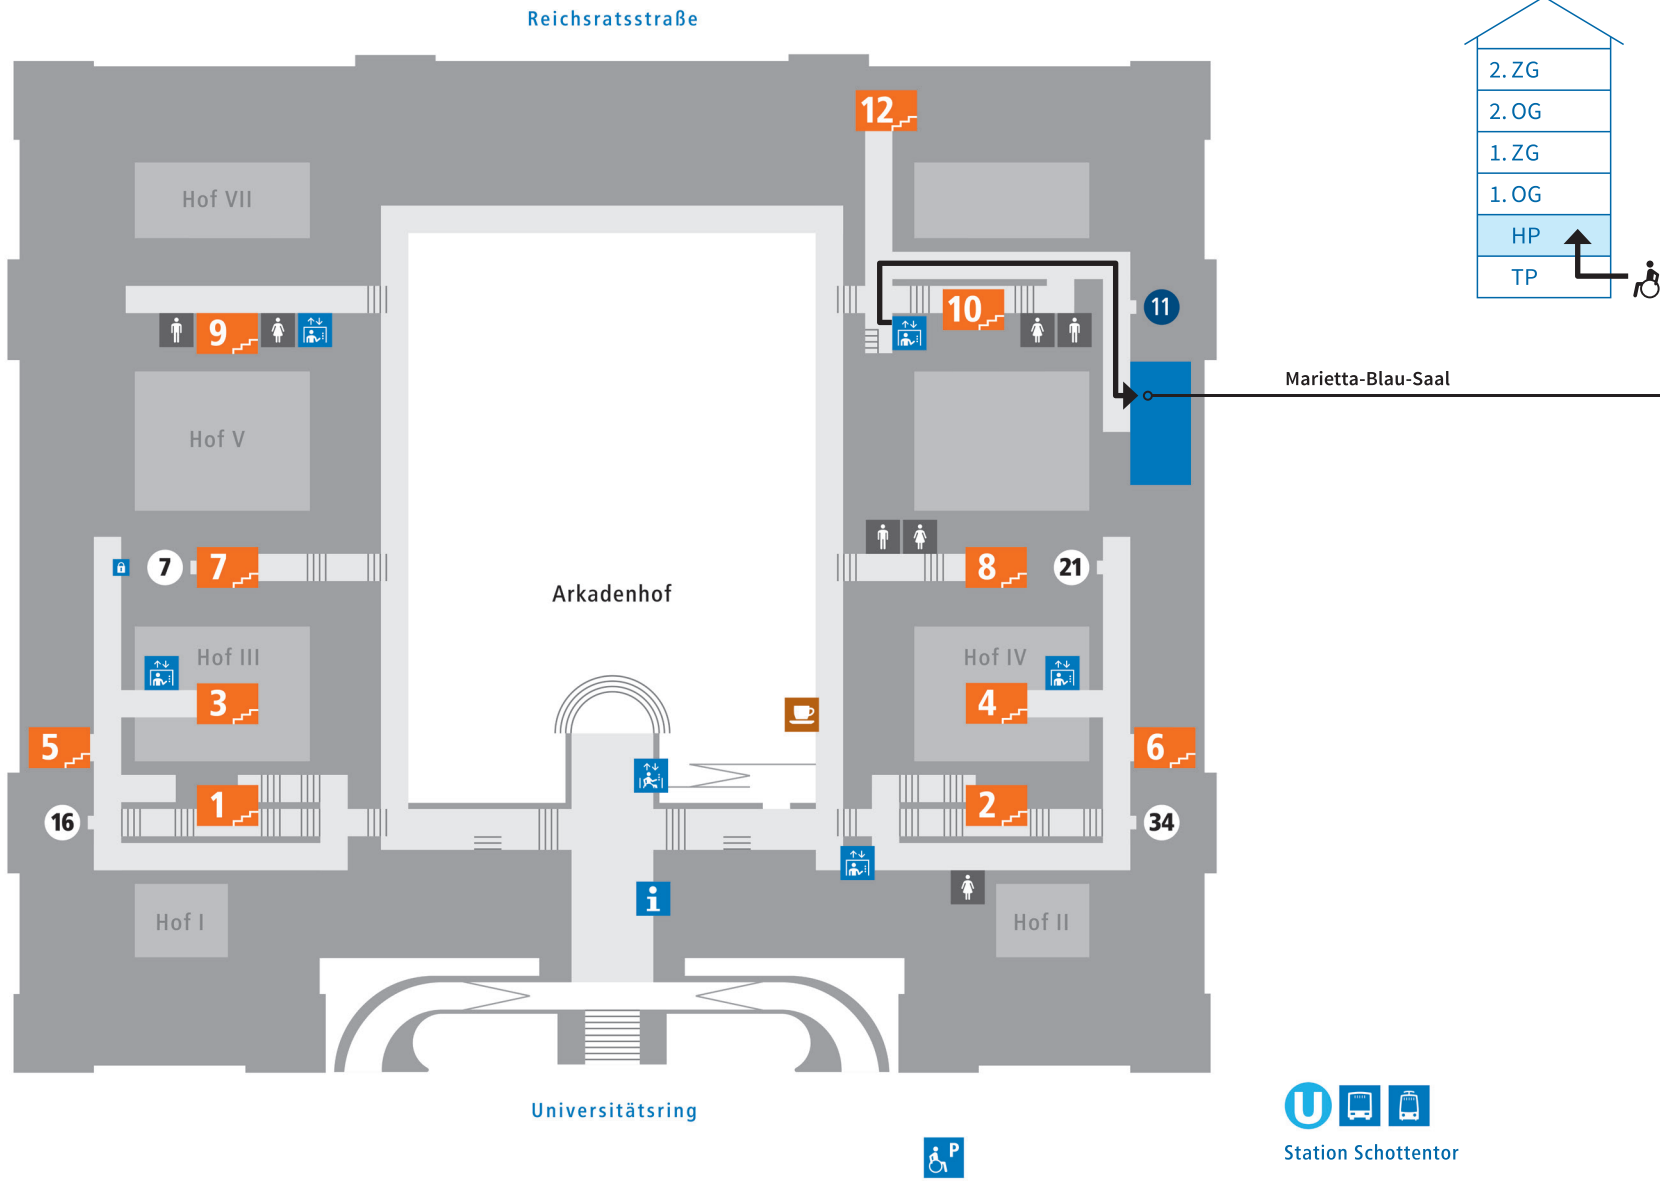 Reichsratsstraße
2. ZG
2. OG
1. ZG
1. OG
HP
TP
12
Hof VII
9
10
11
Marietta-Blau-Saal
Hof V
7
7
8
21
Arkadenhof
Hof III
Hof IV
3
4
5
6
1
2
16
34
i
Hof I
Hof II
Universitätsring
P
U
Station Schottentor